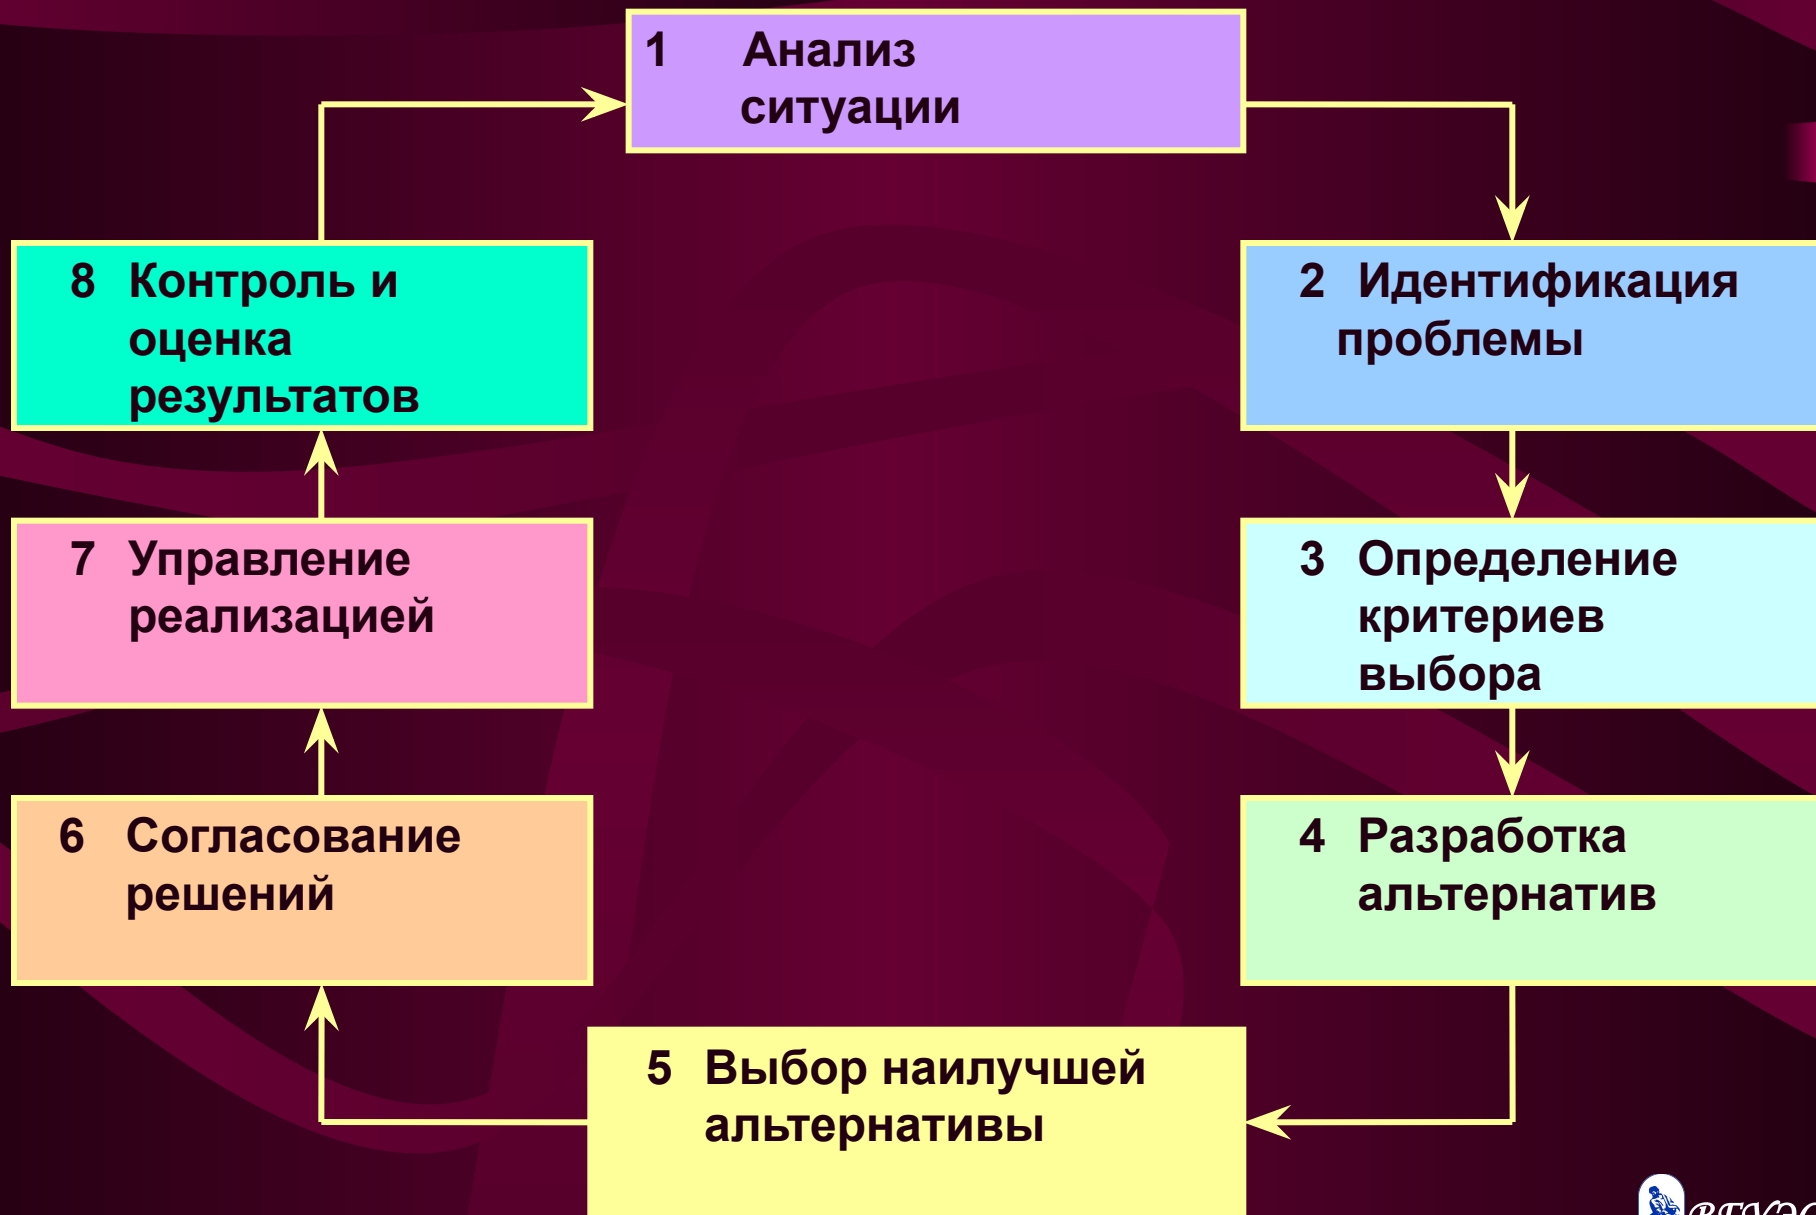 1 Анализ
ситуации
2 Идентификация
проблемы
3 Определение
критериев
выбора
4 Разработка
альтернатив
5 Выбор наилучшей
альтернативы
6 Согласование
решений
7 Управление
реализацией
8 Контроль и
оценка
результатов